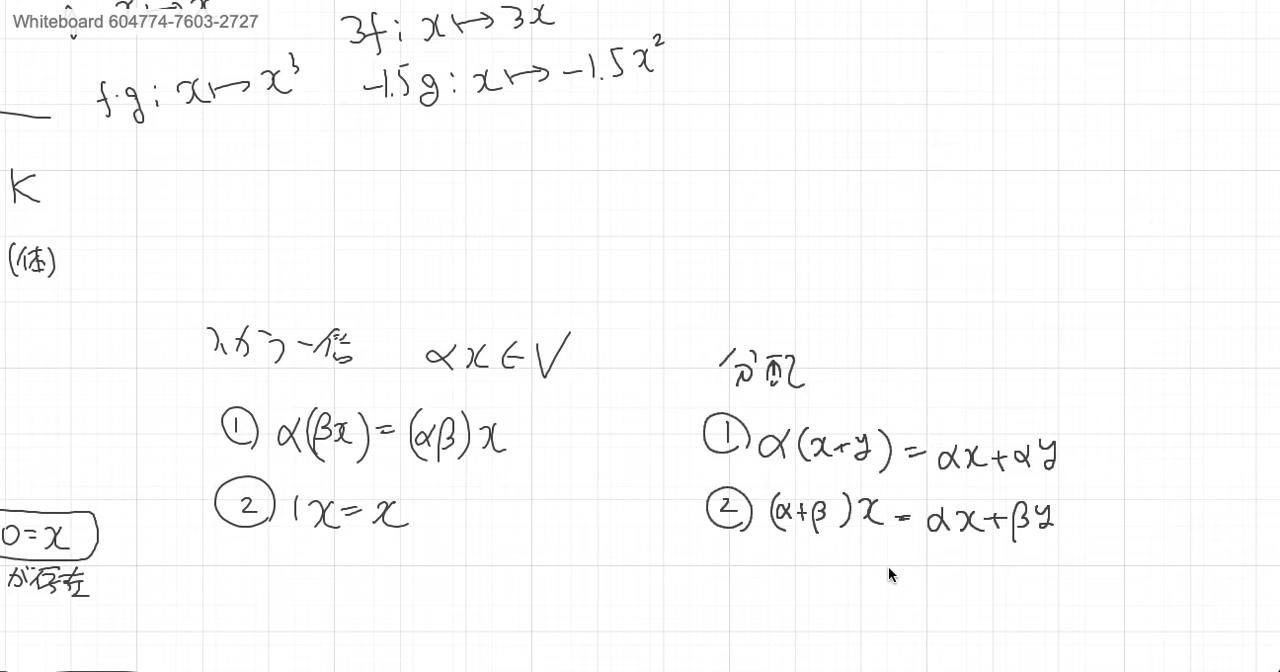 Whiteboard 604774-7603-2727
3f: x↦3x
f・g: x↦x³
-1.5g: x↦-1.5x²
K
(体)
スカラー倍 αx∈V
① α(βx)=(αβ)x
② 1x=x
分配
① α(x+y)=αx+αy
② (α+β)x=αx+βy
0=x
が存在